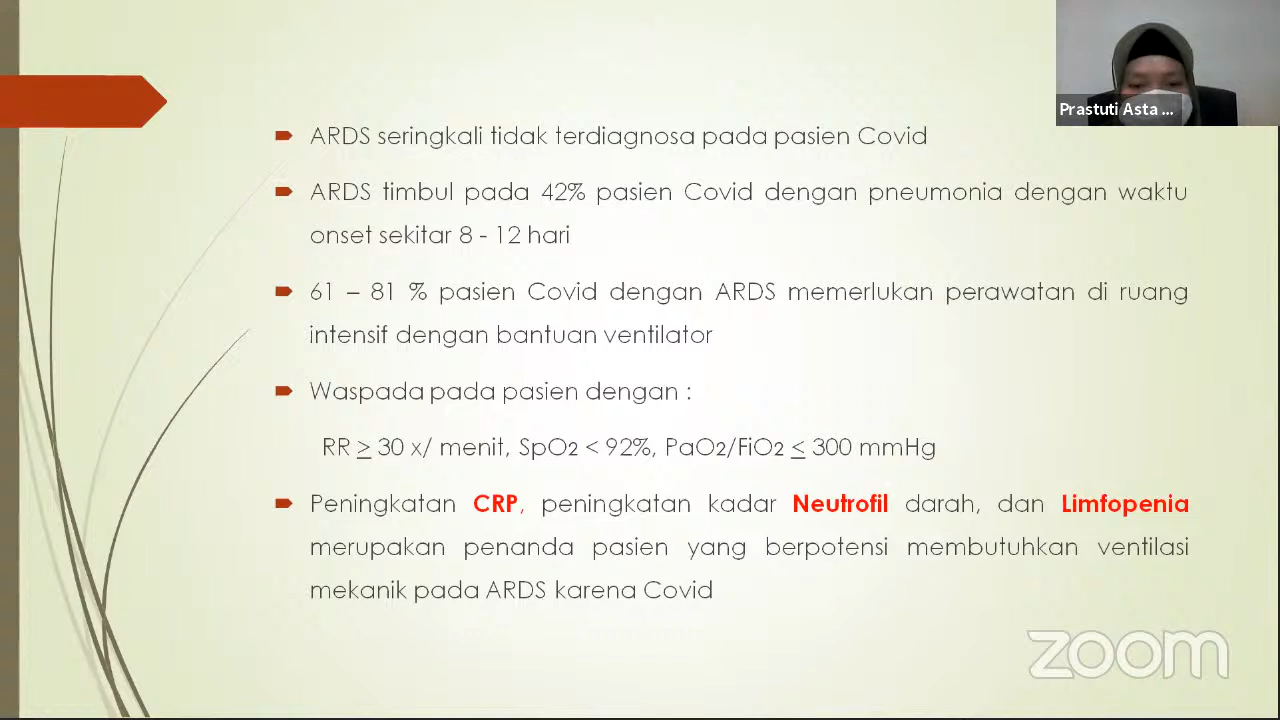 Prastuti Asta ...
ARDS seringkali tidak terdiagnosa pada pasien Covid
ARDS timbul pada 42% pasien Covid dengan pneumonia dengan waktu
onset sekitar 8 - 12 hari
61 – 81 % pasien Covid dengan ARDS memerlukan perawatan di ruang
intensif dengan bantuan ventilator
Waspada pada pasien dengan :
RR ≥ 30 x/ menit, SpO2 < 92%, PaO2/FiO2 ≤ 300 mmHg
Peningkatan CRP, peningkatan kadar Neutrofil darah, dan Limfopenia
merupakan penanda pasien yang berpotensi membutuhkan ventilasi
mekanik pada ARDS karena Covid
zoom